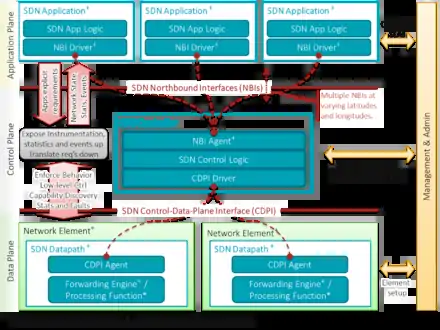 Application Plane
SDN Application+
SDN App Logic
NBI Driver+
SDN Application+
SDN App Logic
NBI Driver+
SDN Application+
SDN App Logic
NBI Driver+
Apps explicit
requirements
Network State
Stats, Events
SDN Northbound Interfaces (NBIs)
Multiple NBIs at
varying latitudes
and longitudes.
Control Plane
Expose Instrumentation,
statistics and events up
Translate req's down
NBI Agent+
SDN Control Logic
CDPI Driver
Enforce Behavior
Low-level Ctrl
Capability Discovery
Stats and Faults
SDN Control-Data-Plane Interface (CDPI)
Data Plane
Network Element+
SDN Datapath+
CDPI Agent
Forwarding Engine* /
Processing Function*
Network Element+
SDN Datapath+
CDPI Agent
Forwarding Engine* /
Processing Function*
Element
setup
Management & Admin